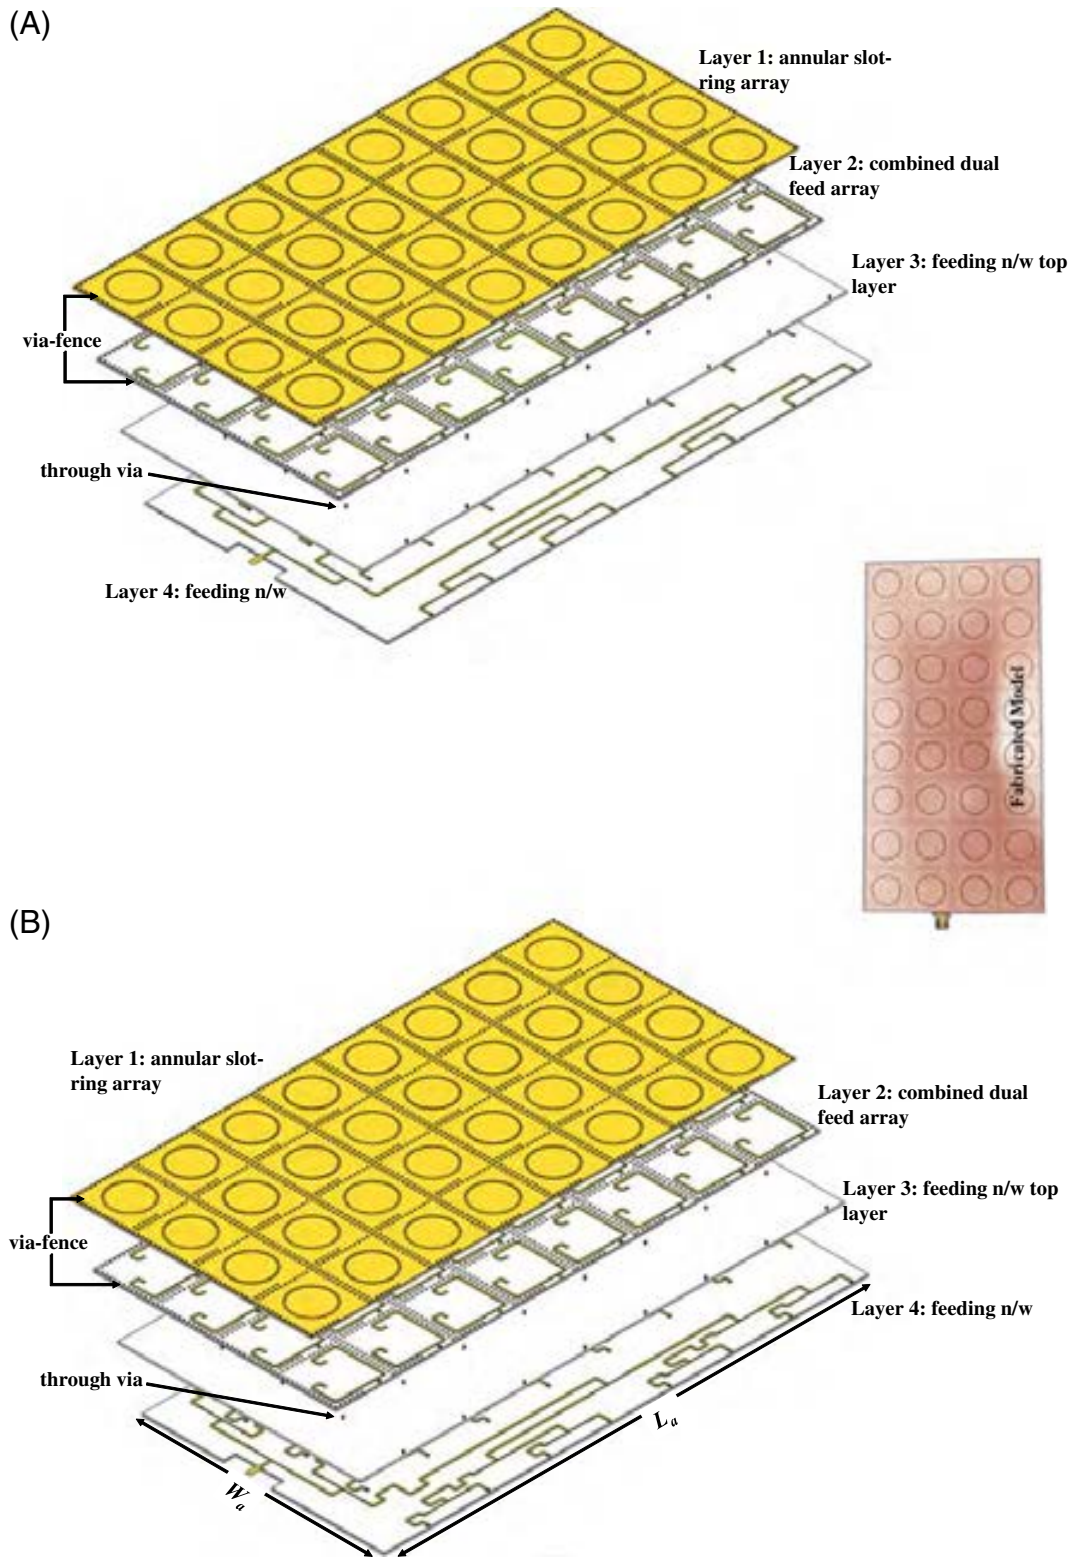 (A)
Layer 1: annular slot-
ring array
Layer 2: combined dual
feed array
Layer 3: feeding n/w top
layer
via-fence
through via
Layer 4: feeding n/w
Fabricated Model
(B)
Layer 1: annular slot-
ring array
Layer 2: combined dual
feed array
Layer 3: feeding n/w top
layer
via-fence
Layer 4: feeding n/w
through via
L_a
W_a